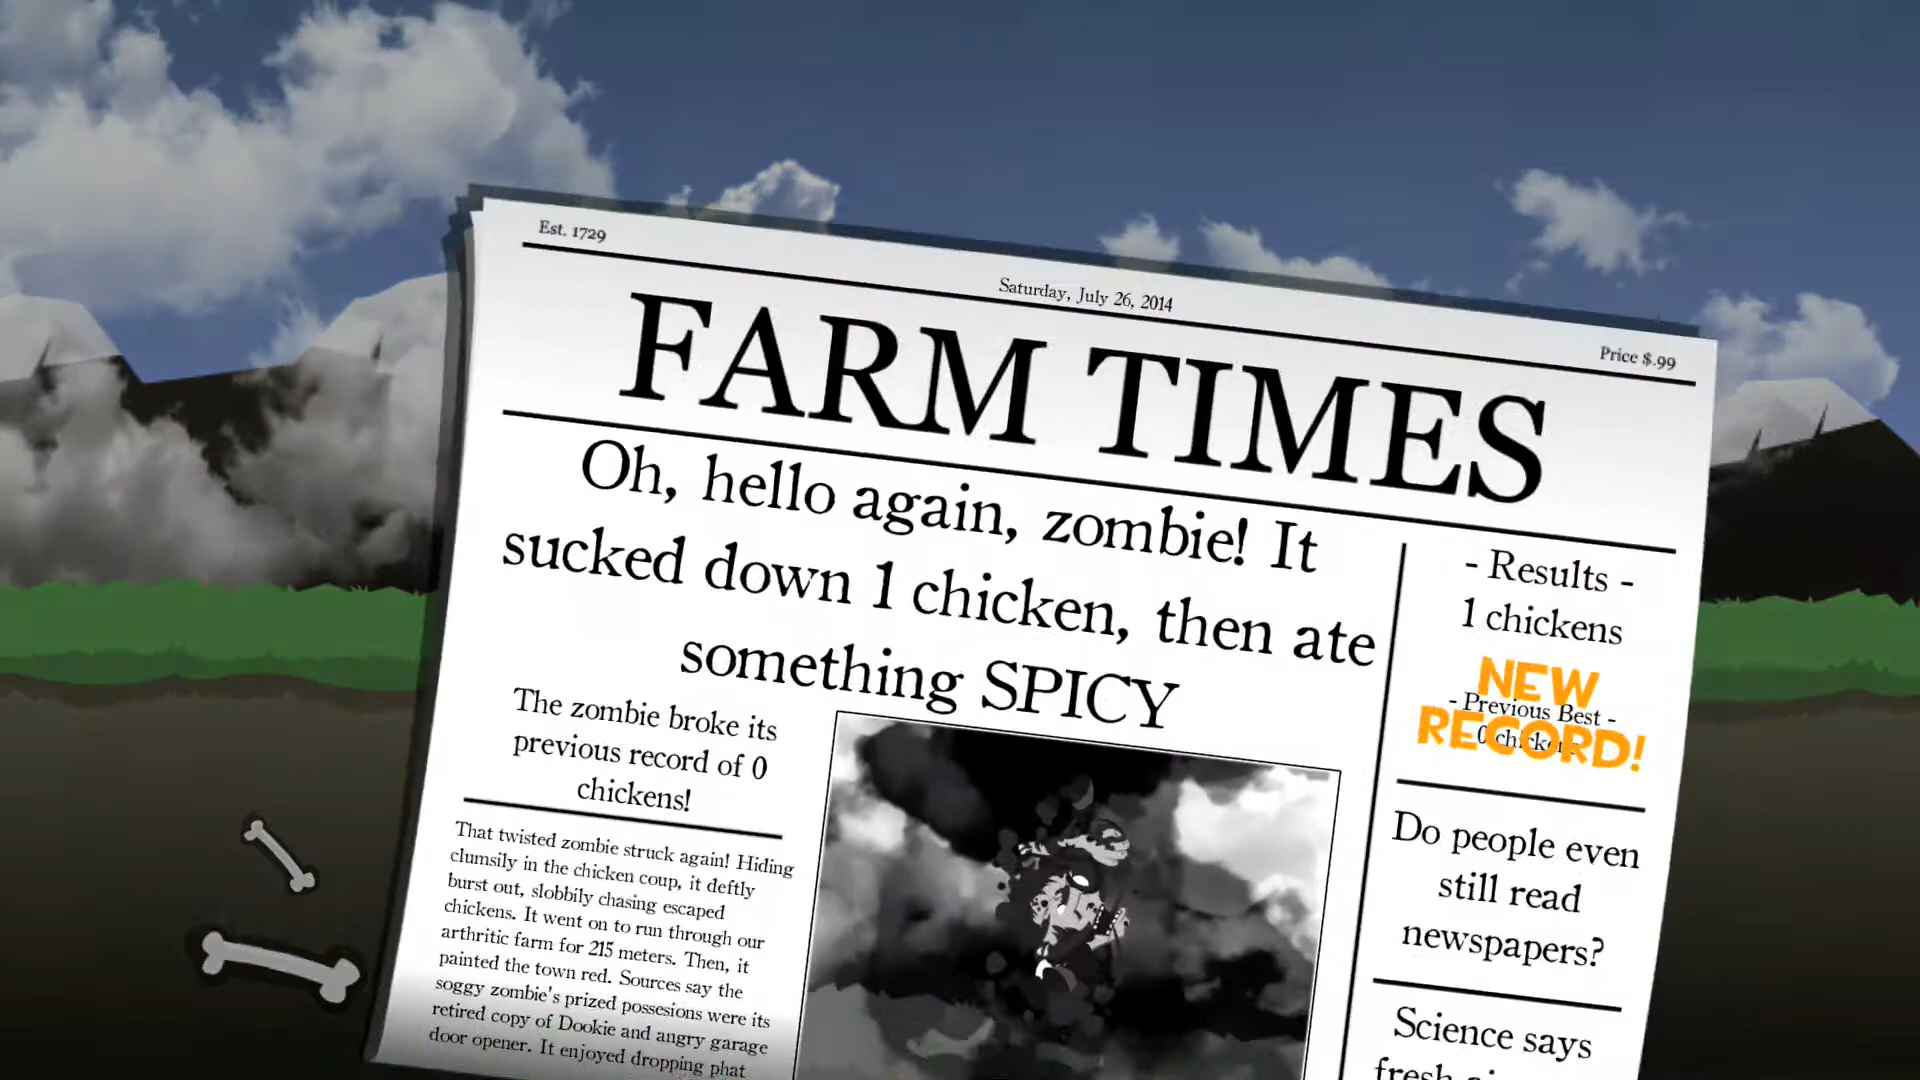 Est. 1729
Saturday, July 26, 2014
Price $.99
FARM TIMES
Oh, hello again, zombie! It
sucked down 1 chicken, then ate
something SPICY
The zombie broke its
previous record of 0
chickens!
That twisted zombie struck again! Hiding
clumsily in the chicken coup, it deftly
burst out, slobbily chasing escaped
chickens. It went on to run through our
arthritic farm for 215 meters. Then, it
painted the town red. Sources say the
soggy zombie's prized possesions were its
retired copy of Dookie and angry garage
door opener. It enjoyed dropping phat
- Results -
1 chickens
NEW
- Previous Best -
RECORD!
Do people even
still read
newspapers?
Science says
fresh